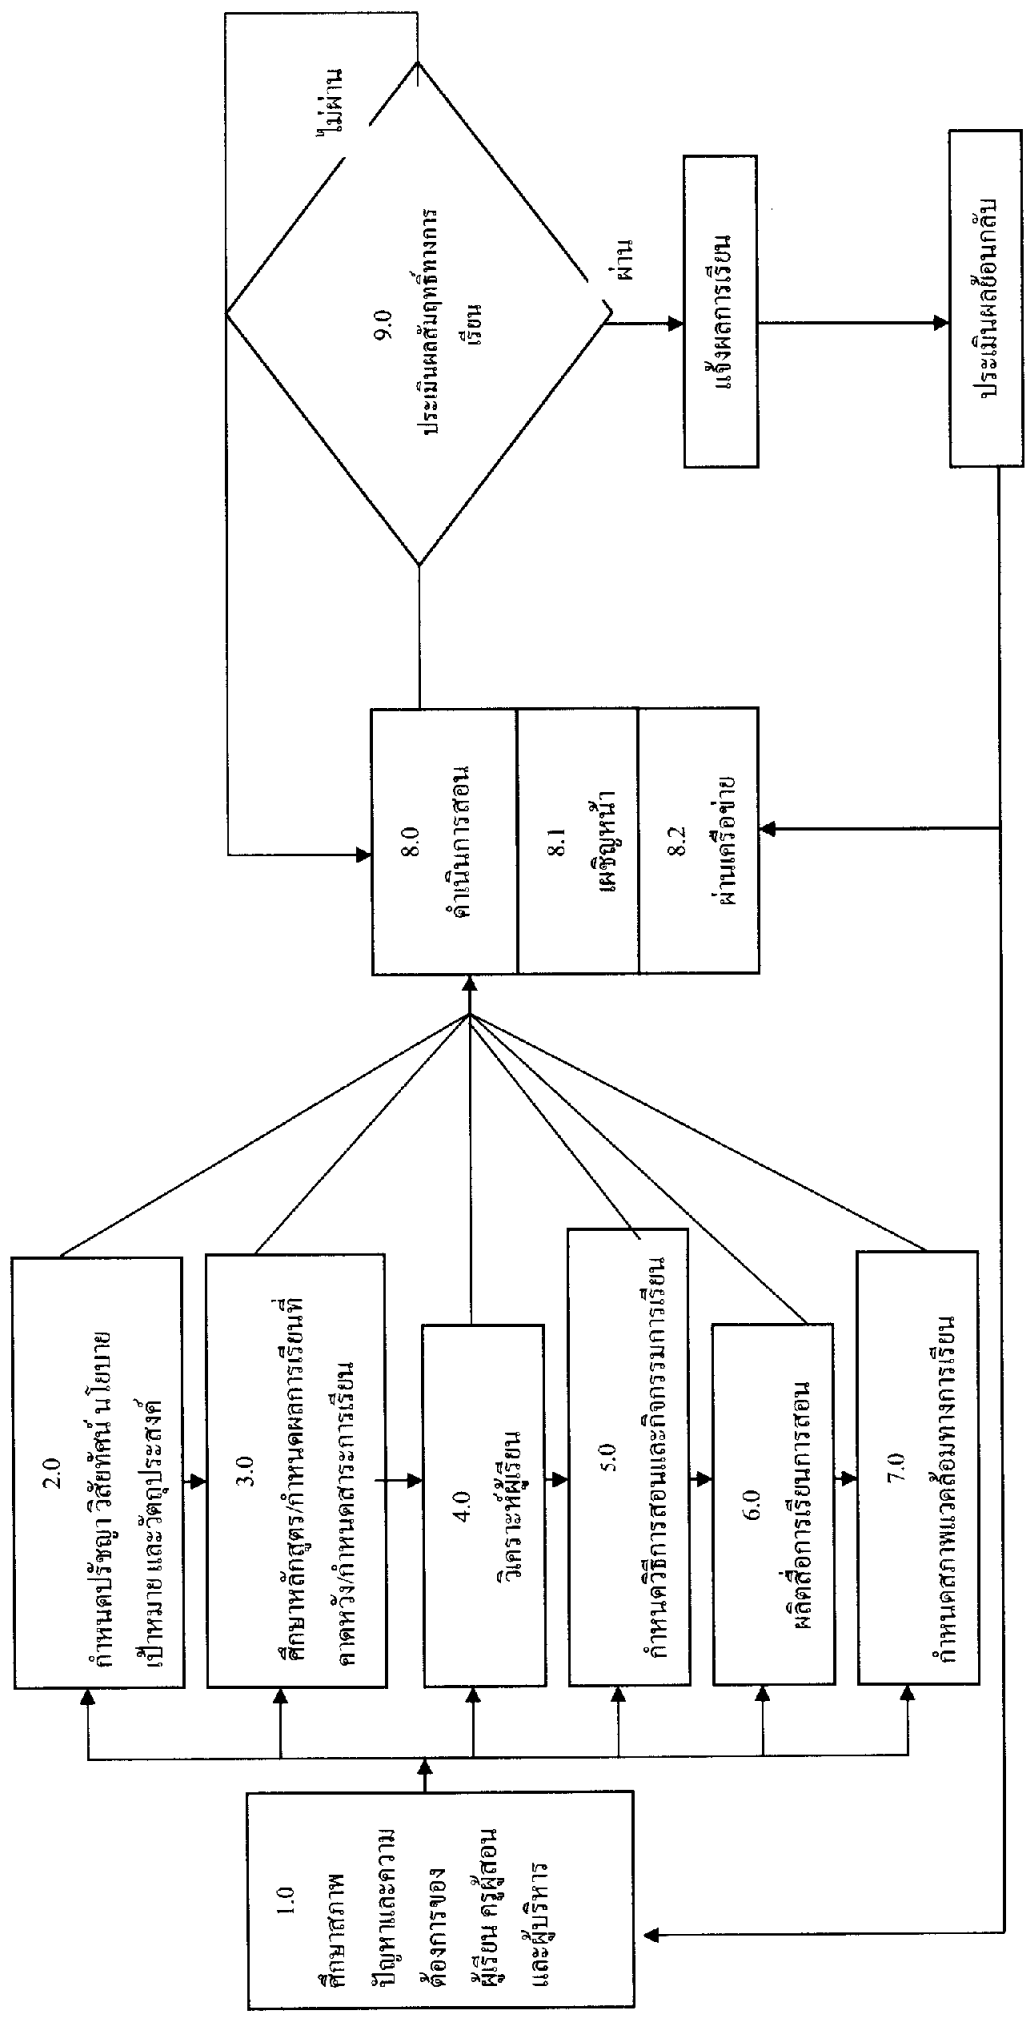 1.0
ศึกษาสภาพ
ปัญหาและความ
ต้องการของ
ผู้เรียน ครูผู้สอน
และผู้บริหาร
2.0
กำหนดปรัชญา วิสัยทัศน์ นโยบาย
เป้าหมาย และวัตถุประสงค์
3.0
ศึกษาหลักสูตร/กำหนดผลการเรียนที่
คาดหวัง/กำหนดสาระการเรียน
4.0
วิเคราะห์ผู้เรียน
5.0
กำหนดวิธีการสอนและกิจกรรมการเรียน
6.0
ผลิตสื่อการเรียนการสอน
7.0
กำหนดสภาพแวดล้อมทางการเรียน
8.0
ดำเนินการสอน
8.1
เผชิญหน้า
8.2
ผ่านเครือข่าย
9.0
ประเมินผลสัมฤทธิ์ทางการ
เรียน
ไม่ผ่าน
ผ่าน
แจ้งผลการเรียน
ประเมินผลย้อนกลับ